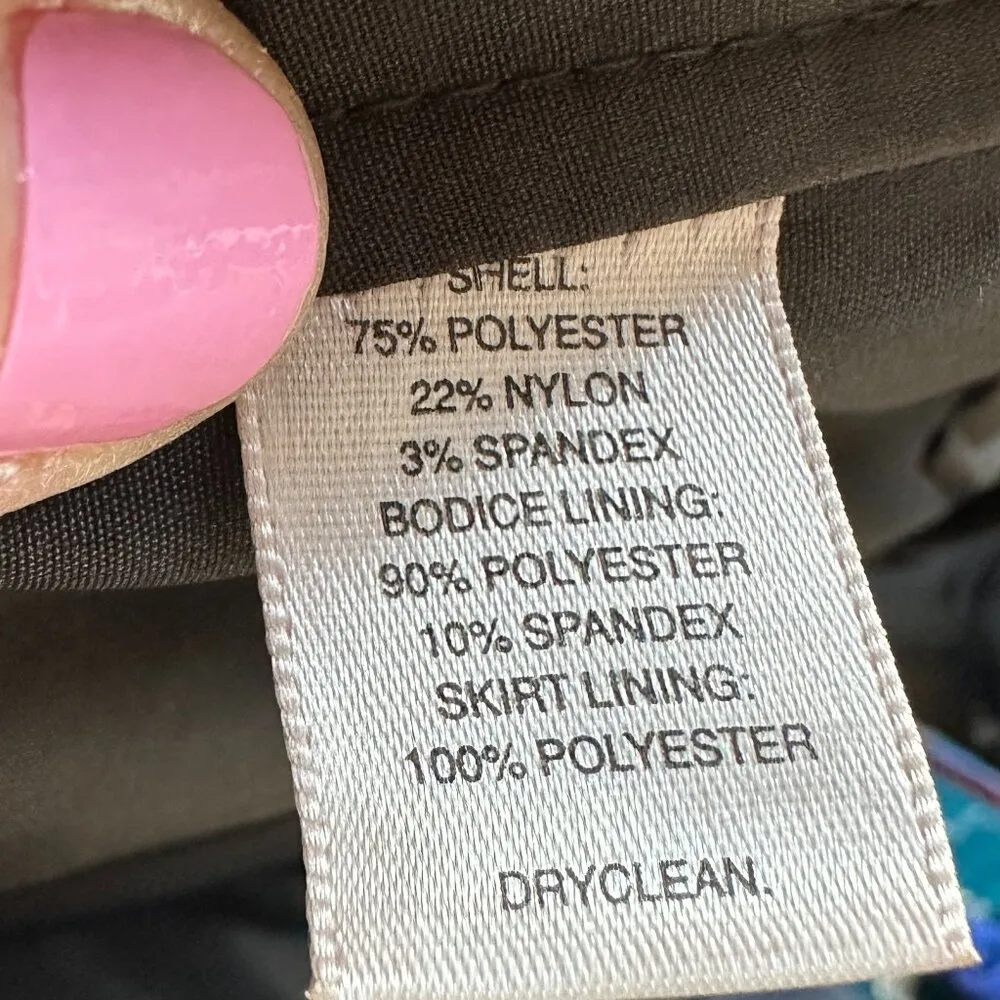 SHELL:
75% POLYESTER
22% NYLON
3% SPANDEX
BODICE LINING:
90% POLYESTER
10% SPANDEX
SKIRT LINING:
100% POLYESTER
DRYCLEAN.